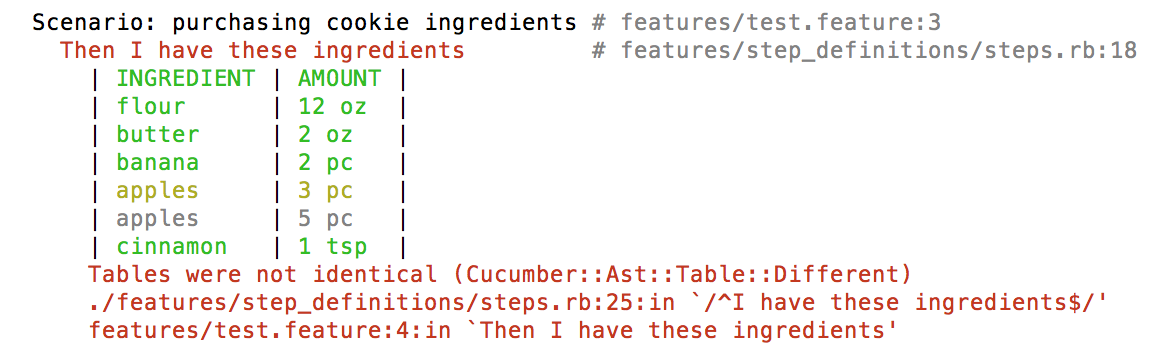 Scenario: purchasing cookie ingredients # features/test.feature:3
Then I have these ingredients # features/step_definitions/steps.rb:18
| INGREDIENT | AMOUNT |
| flour | 12 oz |
| butter | 2 oz |
| banana | 2 pc |
| apples | 3 pc |
| apples | 5 pc |
| cinnamon | 1 tsp |
Tables were not identical (Cucumber::Ast::Table::Different)
./features/step_definitions/steps.rb:25:in `/^I have these ingredients$/'
features/test.feature:4:in `Then I have these ingredients'